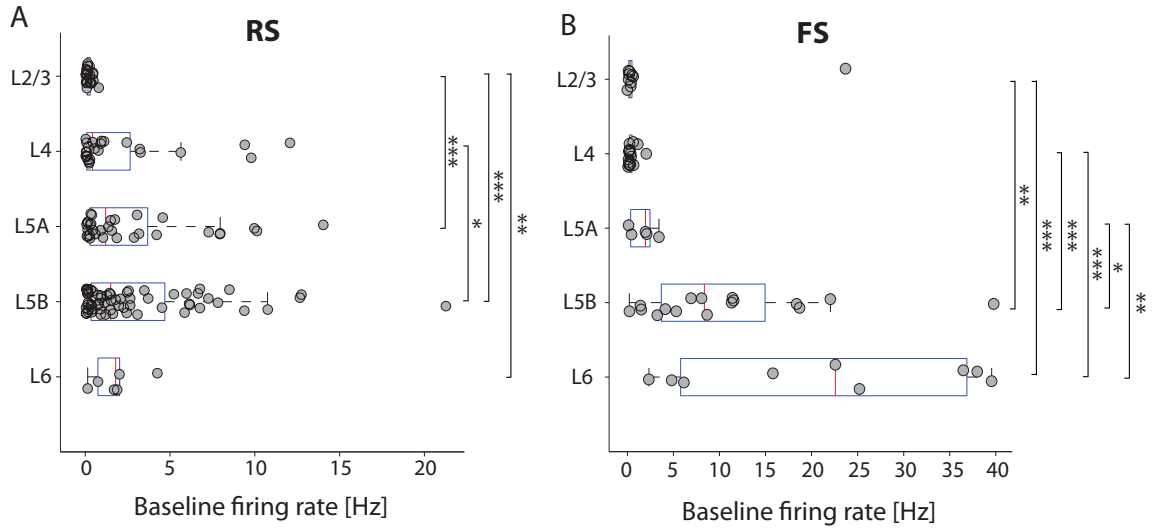 A
RS
L2/3
L4
L5A
L5B
L6
0 5 10 15 20
Baseline firing rate [Hz]
***
*
***
**
B
FS
L2/3
L4
L5A
L5B
L6
0 5 10 15 20 25 30 35 40
Baseline firing rate [Hz]
**
***
***
***
*
**